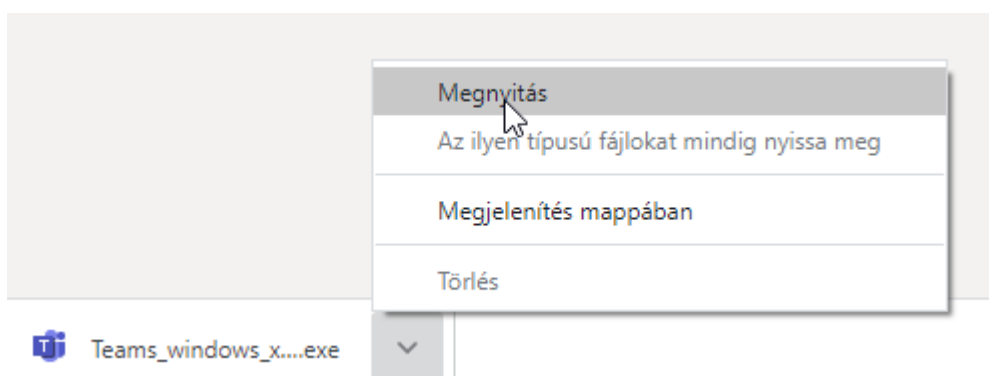 Megnyitás
Az ilyen típusú fájlokat mindig nyissa meg
Megjelenítés mappában
Törlés
Teams_windows_x....exe